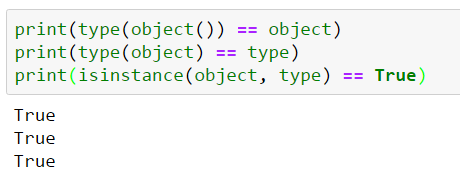 print(type(object()) == object)
print(type(object) == type)
print(isinstance(object, type) == True)
True
True
True